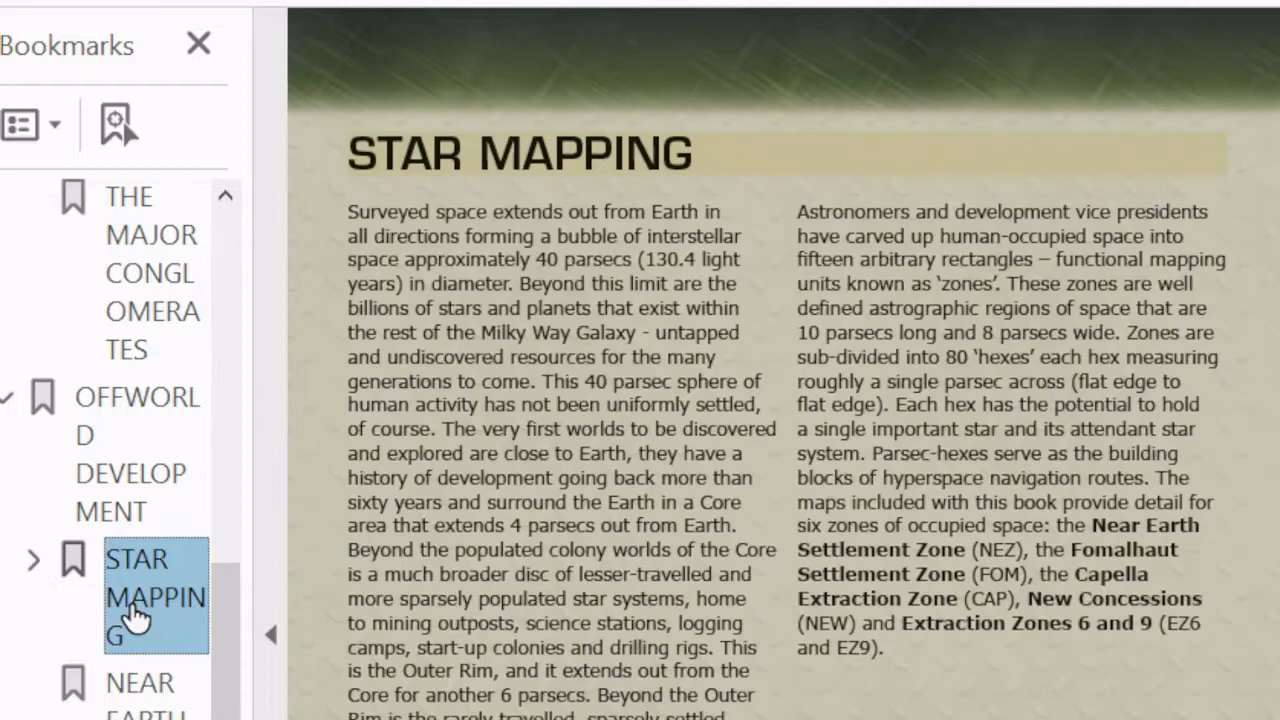 Bookmarks
THE
MAJOR
CONGL
OMERA
TES
OFFWORL
D
DEVELOP
MENT
STAR
MAPPIN
G
NEAR
EARTH
STAR MAPPING
Surveyed space extends out from Earth in
all directions forming a bubble of interstellar
space approximately 40 parsecs (130.4 light
years) in diameter. Beyond this limit are the
billions of stars and planets that exist within
the rest of the Milky Way Galaxy - untapped
and undiscovered resources for the many
generations to come. This 40 parsec sphere of
human activity has not been uniformly settled,
of course. The very first worlds to be discovered
and explored are close to Earth, they have a
history of development going back more than
sixty years and surround the Earth in a Core
area that extends 4 parsecs out from Earth.
Beyond the populated colony worlds of the Core
is a much broader disc of lesser-travelled and
more sparsely populated star systems, home
to mining outposts, science stations, logging
camps, start-up colonies and drilling rigs. This
is the Outer Rim, and it extends out from the
Core for another 6 parsecs. Beyond the Outer
Rim is the rarely travelled, sparsely settled
Astronomers and development vice presidents
have carved up human-occupied space into
fifteen arbitrary rectangles – functional mapping
units known as ‘zones’. These zones are well
defined astrographic regions of space that are
10 parsecs long and 8 parsecs wide. Zones are
sub-divided into 80 ‘hexes’ each hex measuring
roughly a single parsec across (flat edge to
flat edge). Each hex has the potential to hold
a single important star and its attendant star
system. Parsec-hexes serve as the building
blocks of hyperspace navigation routes. The
maps included with this book provide detail for
six zones of occupied space: the Near Earth
Settlement Zone (NEZ), the Fomalhaut
Settlement Zone (FOM), the Capella
Extraction Zone (CAP), New Concessions
(NEW) and Extraction Zones 6 and 9 (EZ6
and EZ9).